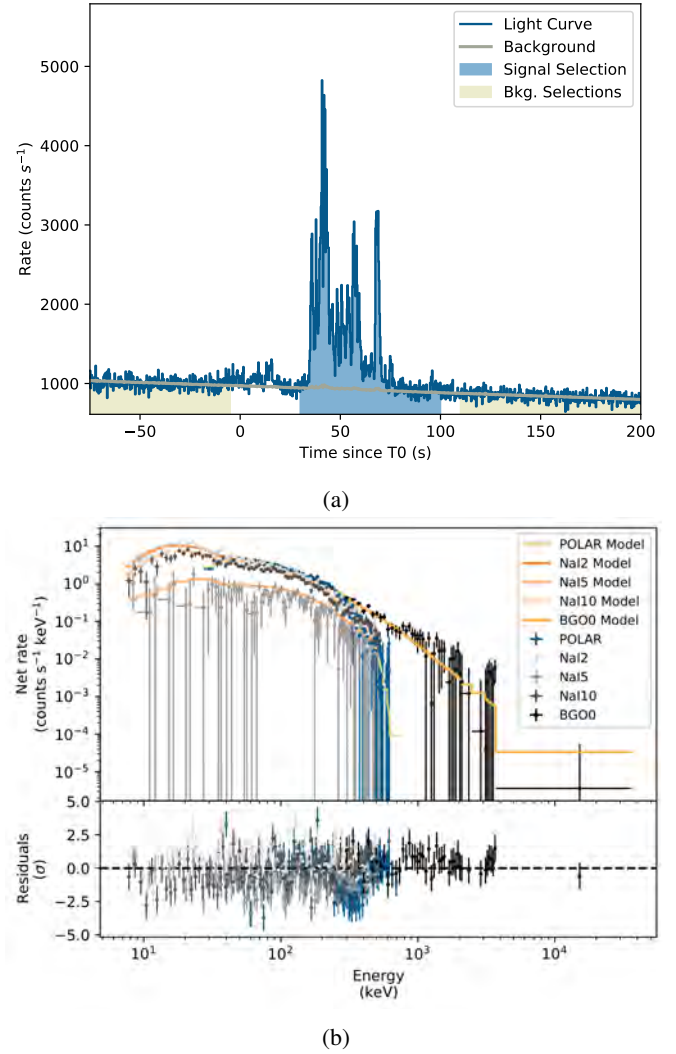 5000
4000
3000
2000
1000
Rate (counts s⁻¹)
Light Curve
Background
Signal Selection
Bkg. Selections
−50
0
50
100
150
200
Time since T0 (s)
(a)
10¹
10⁰
10⁻¹
10⁻²
10⁻³
10⁻⁴
10⁻⁵
Net rate
(counts s⁻¹ keV⁻¹)
POLAR Model
NaI2 Model
NaI5 Model
NaI10 Model
BGO0 Model
POLAR
NaI2
NaI5
NaI10
BGO0
5.0
2.5
0.0
−2.5
−5.0
Residuals
(σ)
10¹
10²
10³
10⁴
Energy
(keV)
(b)